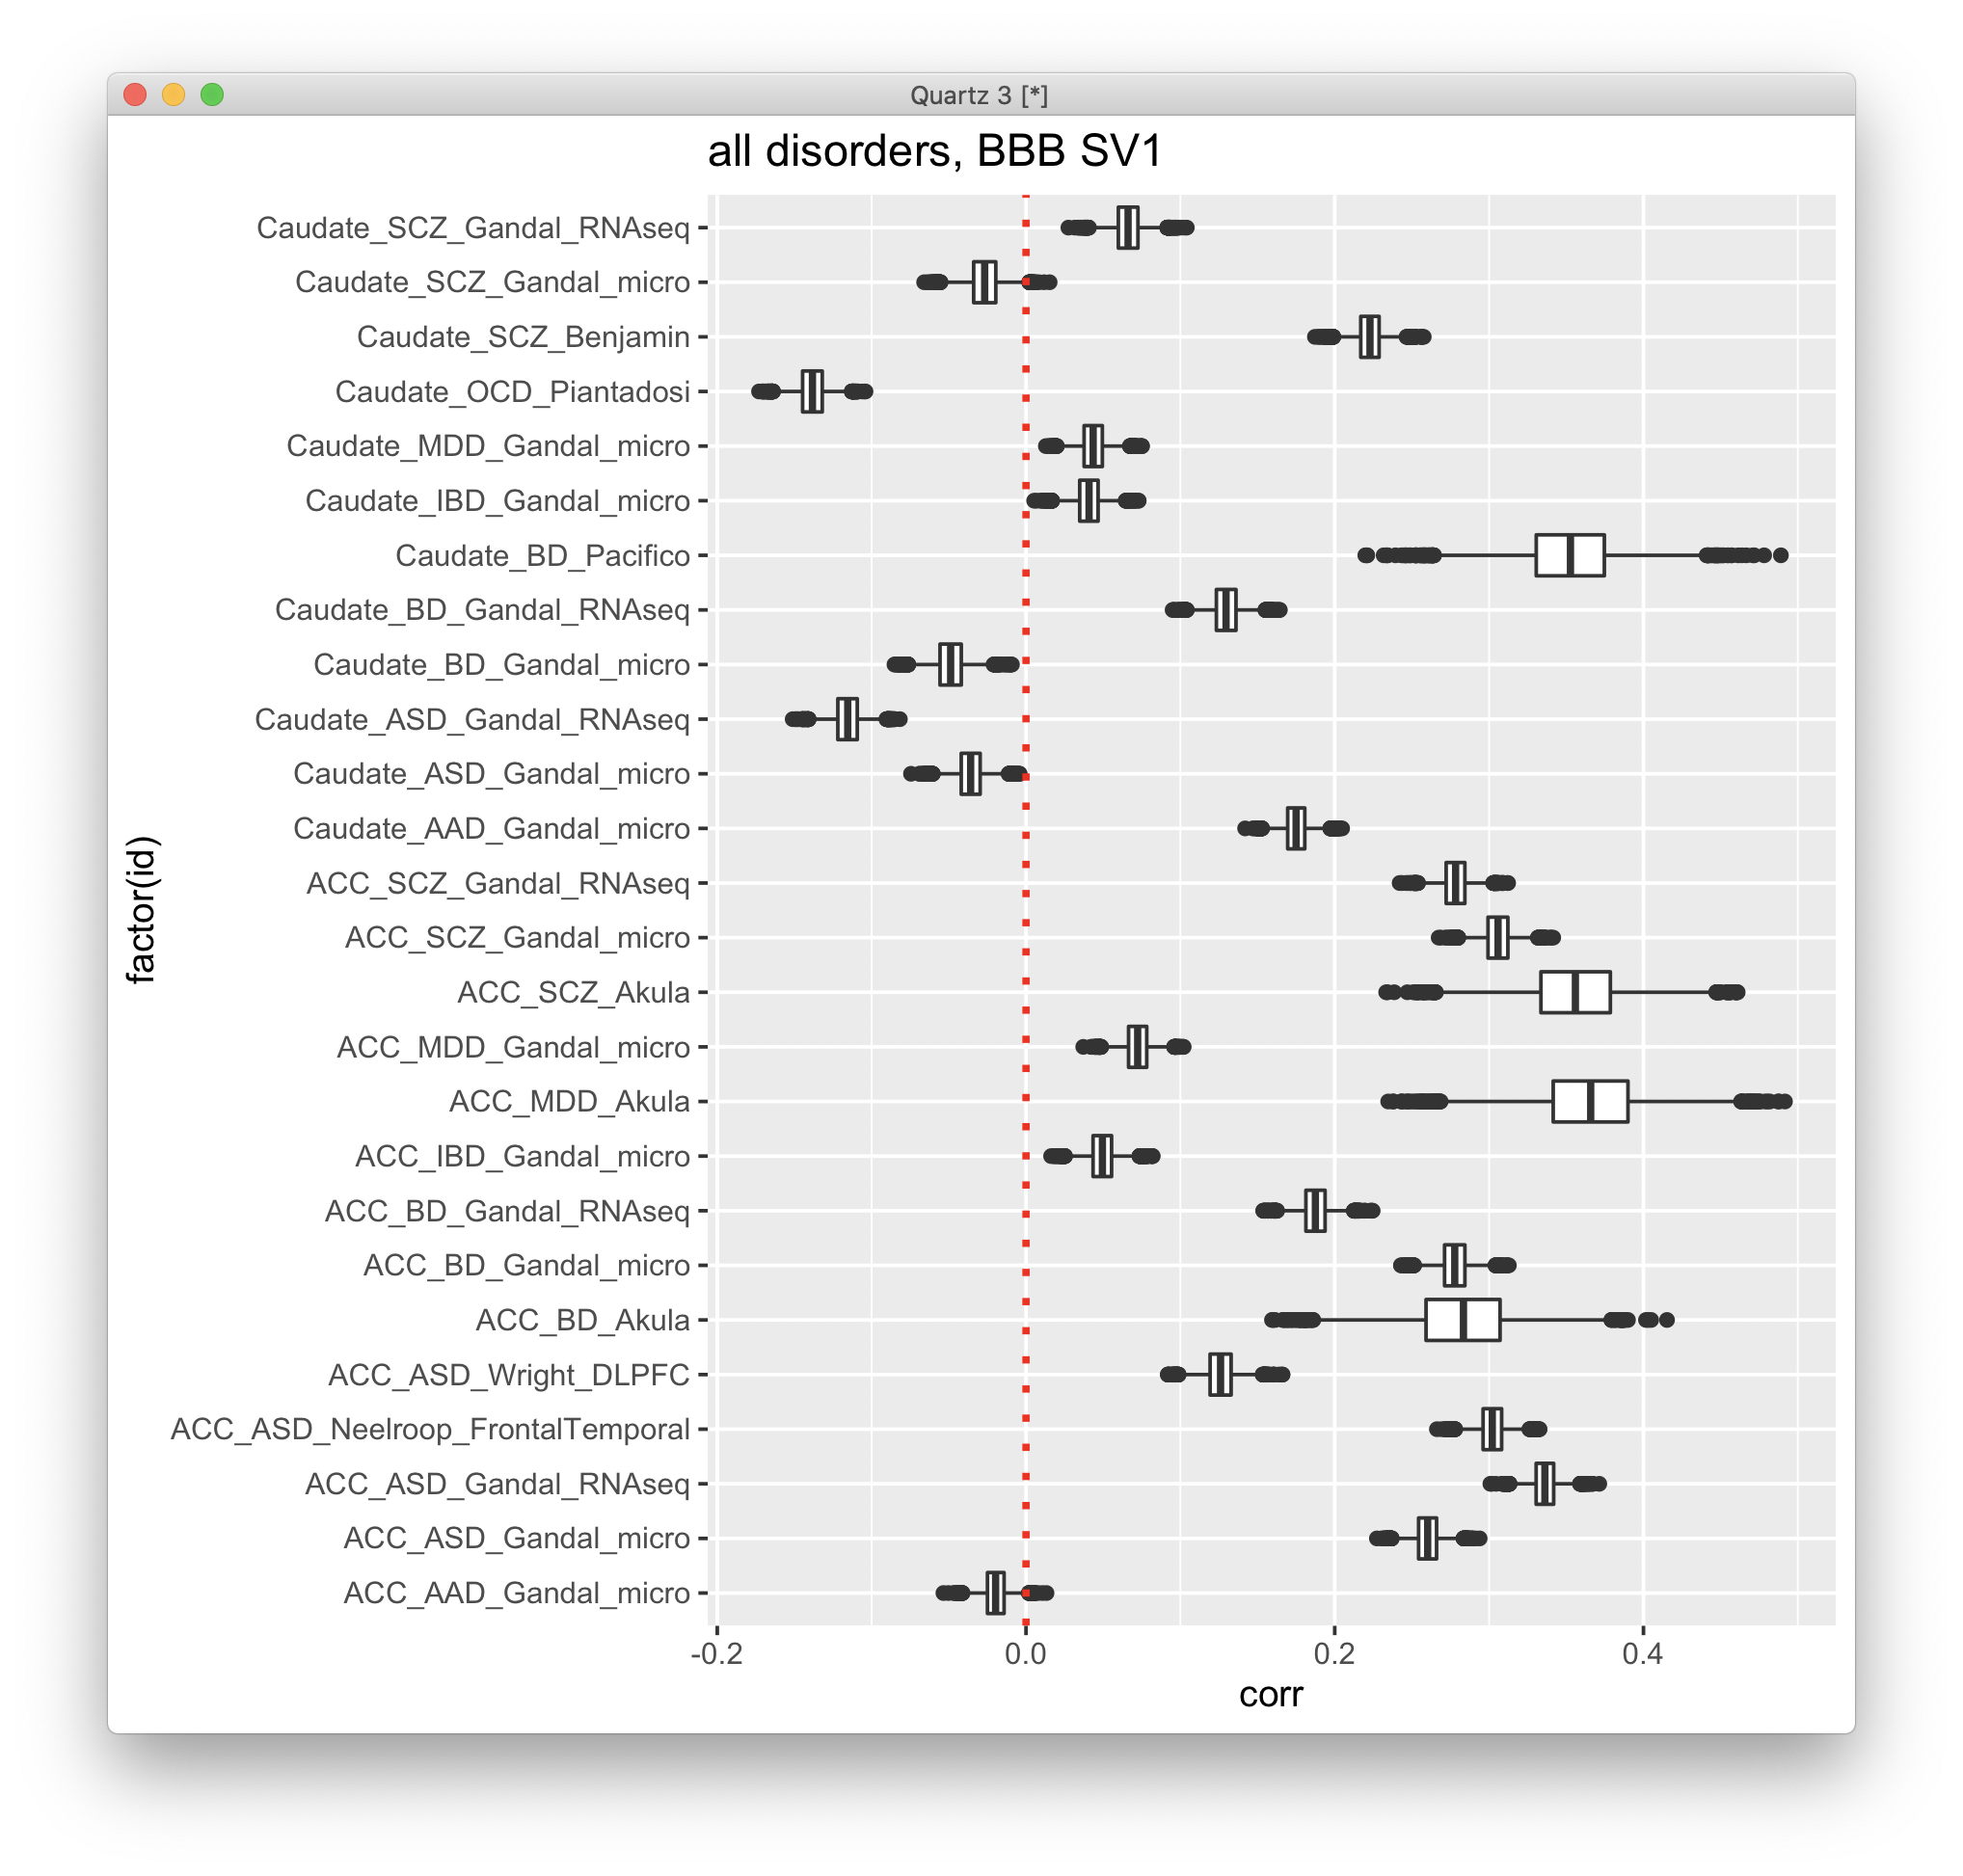 Quartz 3 [*]
all disorders, BBB SV1
Caudate_SCZ_Gandal_RNAseq
Caudate_SCZ_Gandal_micro
Caudate_SCZ_Benjamin
Caudate_OCD_Piantadosi
Caudate_MDD_Gandal_micro
Caudate_IBD_Gandal_micro
Caudate_BD_Pacifico
Caudate_BD_Gandal_RNAseq
Caudate_BD_Gandal_micro
Caudate_ASD_Gandal_RNAseq
Caudate_ASD_Gandal_micro
Caudate_AAD_Gandal_micro
ACC_SCZ_Gandal_RNAseq
ACC_SCZ_Gandal_micro
ACC_SCZ_Akula
ACC_MDD_Gandal_micro
ACC_MDD_Akula
ACC_IBD_Gandal_micro
ACC_BD_Gandal_RNAseq
ACC_BD_Gandal_micro
ACC_BD_Akula
ACC_ASD_Wright_DLPFC
ACC_ASD_Neelroop_FrontalTemporal
ACC_ASD_Gandal_RNAseq
ACC_ASD_Gandal_micro
ACC_AAD_Gandal_micro
factor(id)
-0.2 0.0 0.2 0.4
corr